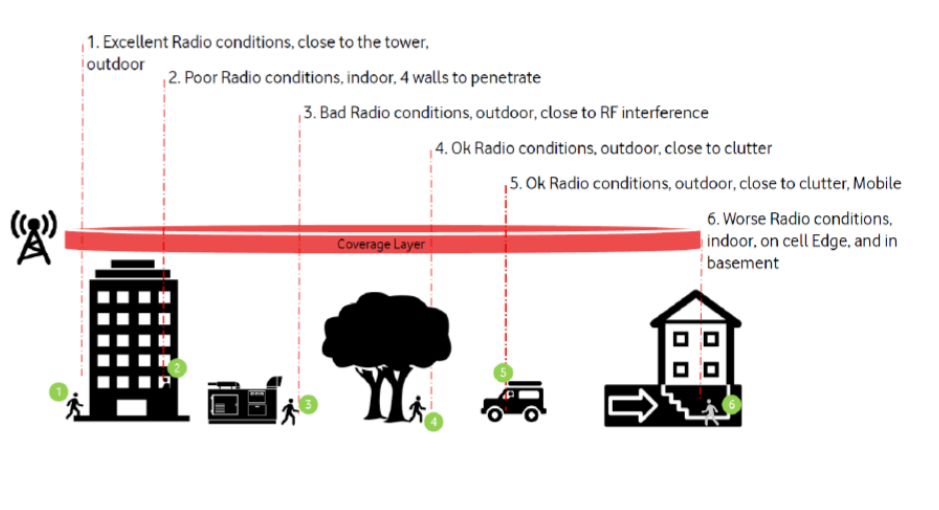 1. Excellent Radio conditions, close to the tower,
outdoor
2. Poor Radio conditions, indoor, 4 walls to penetrate
3. Bad Radio conditions, outdoor, close to RF interference
4. Ok Radio conditions, outdoor, close to clutter
5. Ok Radio conditions, outdoor, close to clutter, Mobile
6. Worse Radio conditions,
indoor, on cell Edge, and in
basement
Coverage Layer
1
2
3
4
5
6